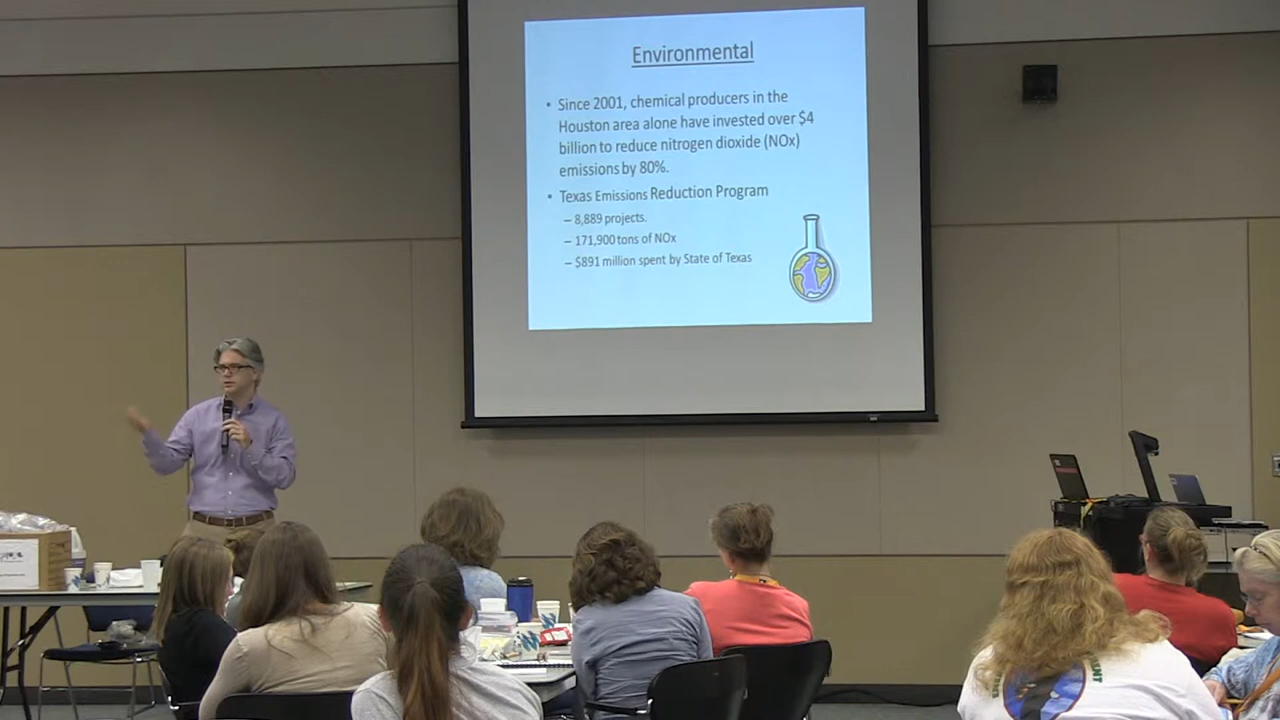 Environmental
• Since 2001, chemical producers in the
Houston area alone have invested over $4
billion to reduce nitrogen dioxide (NOx)
emissions by 80%.
• Texas Emissions Reduction Program
– 8,889 projects.
– 171,900 tons of NOx
– $891 million spent by State of Texas